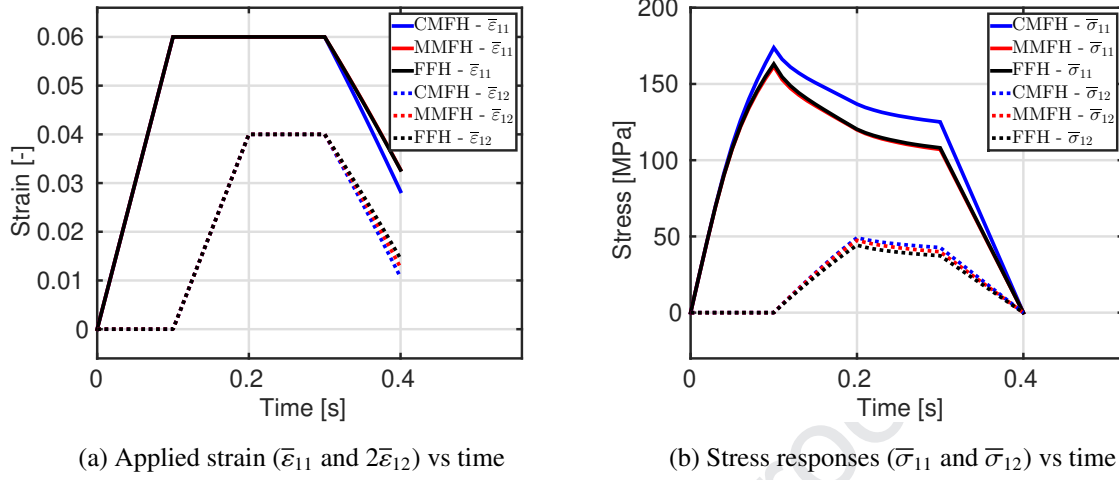 0.06
0.05
0.04
0.03
0.02
0.01
0
Strain [-]
0
0.2
0.4
Time [s]
CMFH - ε̅₁₁
MMFH - ε̅₁₁
FFH - ε̅₁₁
CMFH - ε̅₁₂
MMFH - ε̅₁₂
FFH - ε̅₁₂
(a) Applied strain (ε̅₁₁ and 2ε̅₁₂) vs time
200
150
100
50
0
Stress [MPa]
0
0.2
0.4
Time [s]
CMFH - σ̅₁₁
MMFH - σ̅₁₁
FFH - σ̅₁₁
CMFH - σ̅₁₂
MMFH - σ̅₁₂
FFH - σ̅₁₂
(b) Stress responses (σ̅₁₁ and σ̅₁₂) vs time